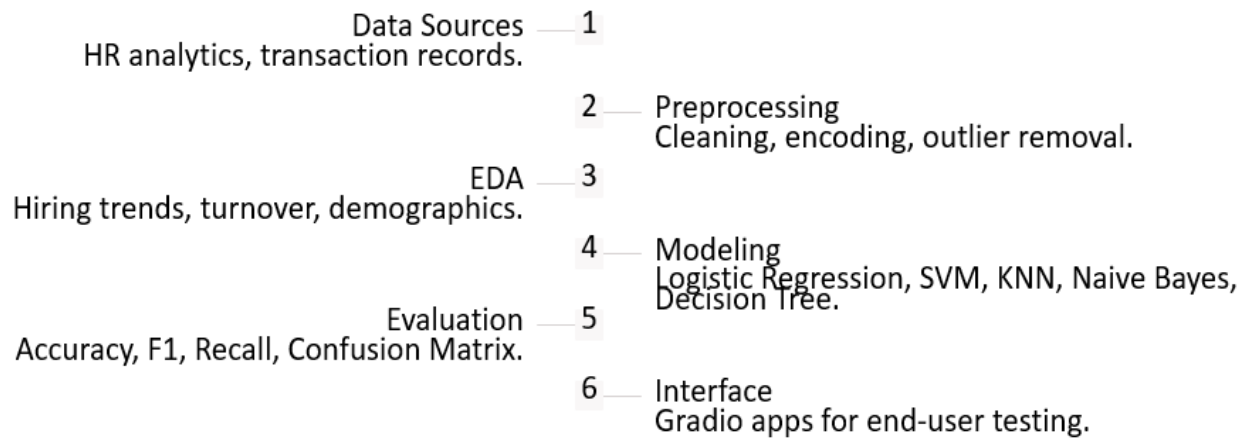 Data Sources
1
HR analytics, transaction records.
2
Preprocessing
Cleaning, encoding, outlier removal.
EDA
3
Hiring trends, turnover, demographics.
4
Modeling
Logistic Regression, SVM, KNN, Naive Bayes,
Decision Tree.
Evaluation
5
Accuracy, F1, Recall, Confusion Matrix.
6
Interface
Gradio apps for end-user testing.